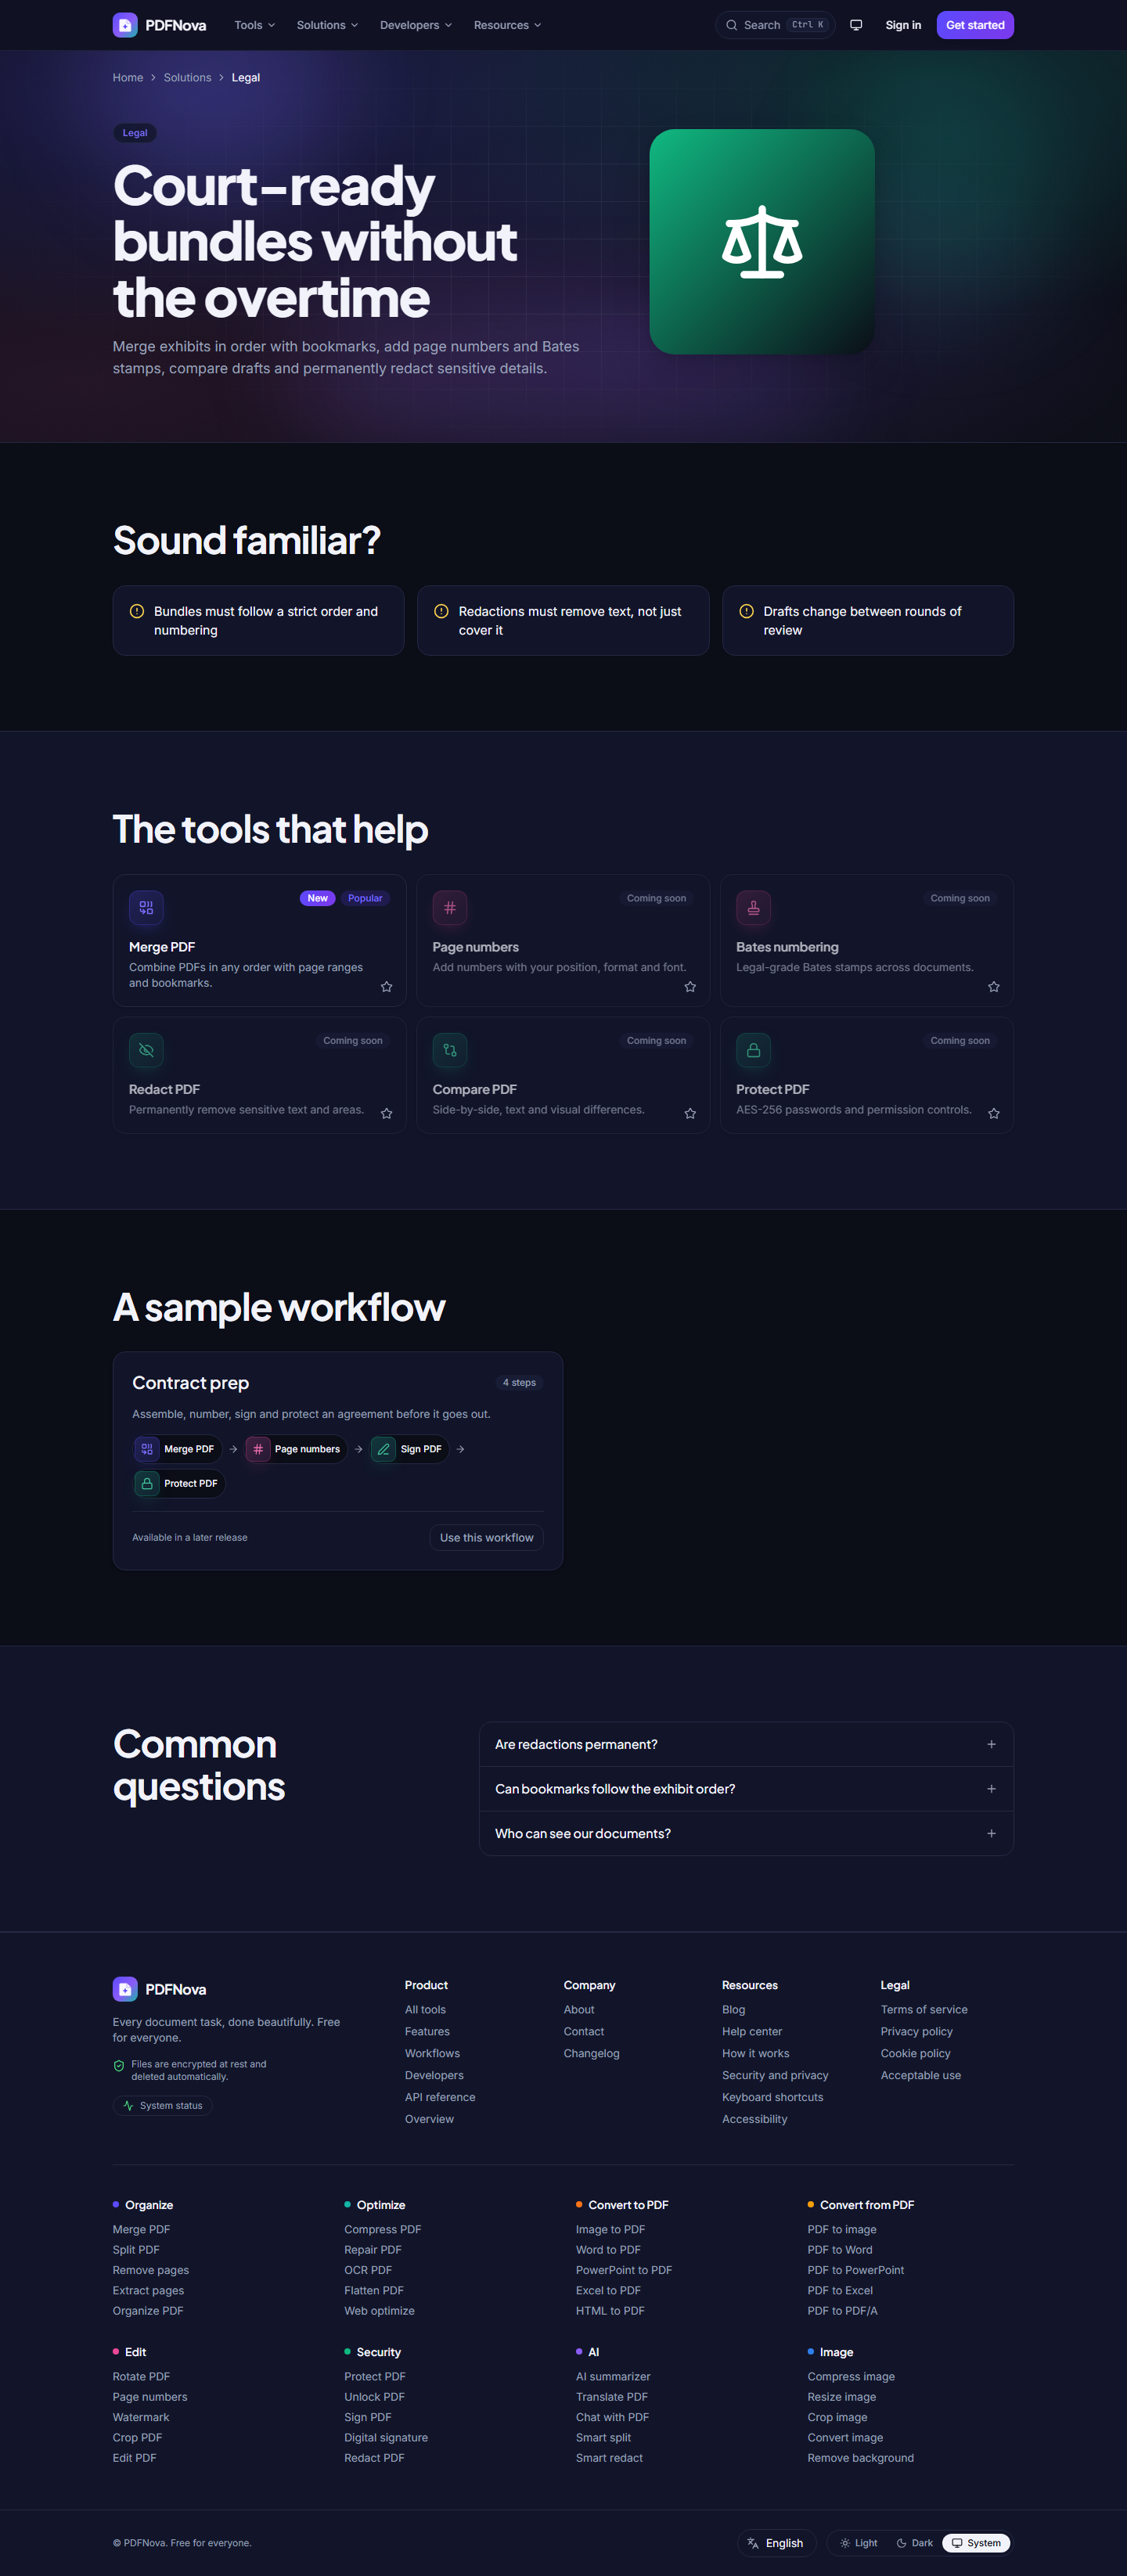 PDFNova
Tools
Solutions
Developers
Resources
Search
Ctrl K
Sign in
Get started
Home > Solutions > Legal
Legal
Court-ready
bundles without
the overtime
Merge exhibits in order with bookmarks, add page numbers and Bates
stamps, compare drafts and permanently redact sensitive details.
Sound familiar?
Bundles must follow a strict order and
numbering
Redactions must remove text, not just
cover it
Drafts change between rounds of
review
The tools that help
New
Popular
Merge PDF
Combine PDFs in any order with page ranges
and bookmarks.
Coming soon
Page numbers
Add numbers with your position, format and font.
Coming soon
Bates numbering
Legal-grade Bates stamps across documents.
Coming soon
Redact PDF
Permanently remove sensitive text and areas.
Coming soon
Compare PDF
Side-by-side, text and visual differences.
Coming soon
Protect PDF
AES-256 passwords and permission controls.
A sample workflow
Contract prep
4 steps
Assemble, number, sign and protect an agreement before it goes out.
Merge PDF
Page numbers
Sign PDF
Protect PDF
Available in a later release
Use this workflow
Common
questions
Are redactions permanent?
Can bookmarks follow the exhibit order?
Who can see our documents?
PDFNova
Every document task, done beautifully. Free
for everyone.
Files are encrypted at rest and
deleted automatically.
System status
Product
All tools
Features
Workflows
Developers
API reference
Overview
Company
About
Contact
Changelog
Resources
Blog
Help center
How it works
Security and privacy
Keyboard shortcuts
Accessibility
Legal
Terms of service
Privacy policy
Cookie policy
Acceptable use
Organize
Merge PDF
Split PDF
Remove pages
Extract pages
Organize PDF
Optimize
Compress PDF
Repair PDF
OCR PDF
Flatten PDF
Web optimize
Convert to PDF
Image to PDF
Word to PDF
PowerPoint to PDF
Excel to PDF
HTML to PDF
Convert from PDF
PDF to image
PDF to Word
PDF to PowerPoint
PDF to Excel
PDF to PDF/A
Edit
Rotate PDF
Page numbers
Watermark
Crop PDF
Edit PDF
Security
Protect PDF
Unlock PDF
Sign PDF
Digital signature
Redact PDF
AI
AI summarizer
Translate PDF
Chat with PDF
Smart split
Smart redact
Image
Compress image
Resize image
Crop image
Convert image
Remove background
© PDFNova. Free for everyone.
English
Light
Dark
System